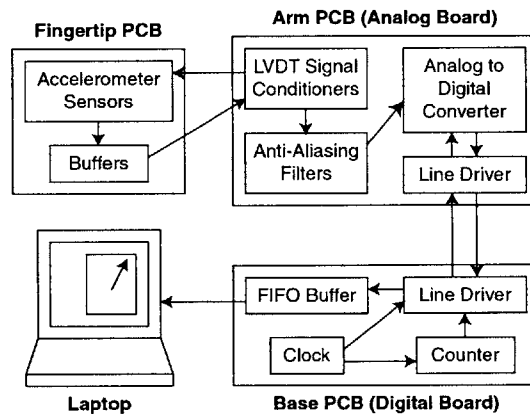 Fingertip PCB
Accelerometer
Sensors
Buffers
Arm PCB (Analog Board)
LVDT Signal
Conditioners
Anti-Aliasing
Filters
Analog to
Digital
Converter
Line Driver
FIFO Buffer
Line Driver
Clock
Counter
Laptop
Base PCB (Digital Board)